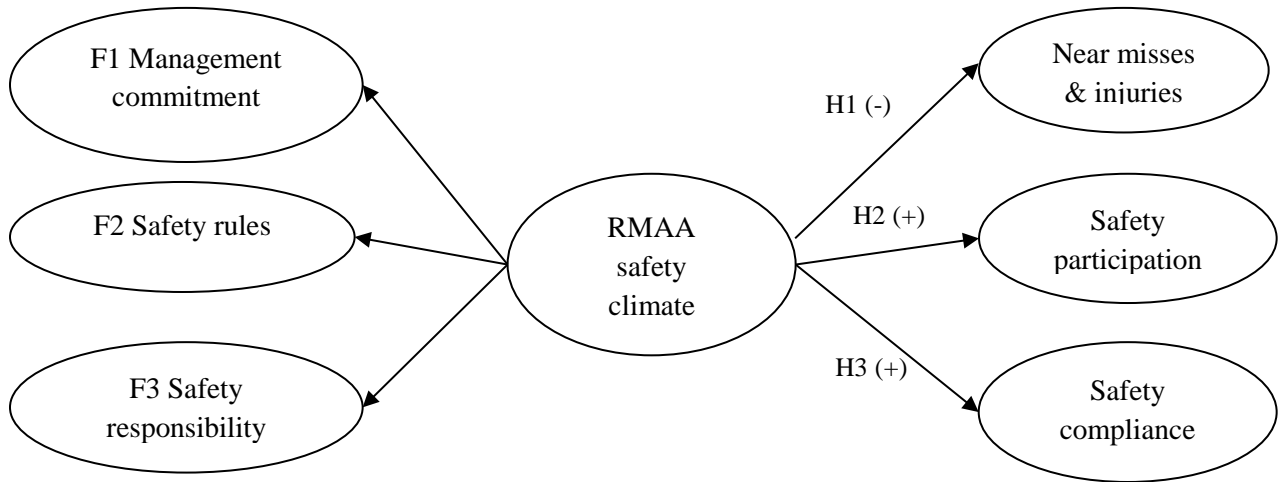 F1 Management
commitment
F2 Safety rules
F3 Safety
responsibility
RMAA
safety
climate
H1 (-)
H2 (+)
H3 (+)
Near misses
& injuries
Safety
participation
Safety
compliance